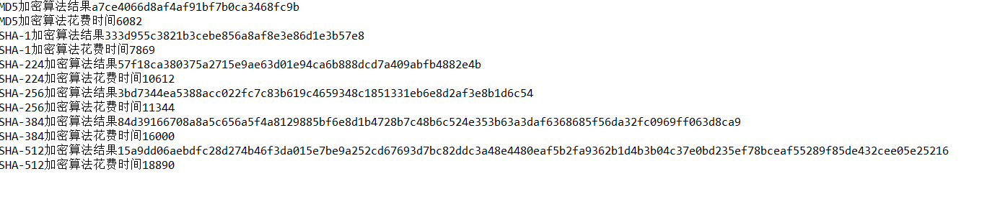 MD5加密算法结果a7ce4066d8af4af91bf7b0ca3468fc9b
MD5加密算法花费时间6082
SHA-1加密算法结果333d955c3821b3cebe856a8af8e3e86d1e3b57e8
SHA-1加密算法花费时间7869
SHA-224加密算法结果57f18ca380375a2715e9ae63d01e94ca6b888dcd7a409abfb4882e4b
SHA-224加密算法花费时间10612
SHA-256加密算法结果3bd7344ea5388acc022fc7c83b619c4659348c1851331eb6e8d2af3e8b1d6c54
SHA-256加密算法花费时间11344
SHA-384加密算法结果84d39166708a8a5c656a5f4a8129885bf6e8d1b4728b7c48b6c524e353b63a3daf6368685f56da32fc0969ff063d8ca9
SHA-384加密算法花费时间16000
SHA-512加密算法结果15a9dd06aebdfc28d274b46f3da015e7be9a252cd67693d7bc82ddc3a48e4480eaf5b2fa9362b1d4b3b04c37e0bd235ef78bceaf55289f85de432cee05e25216
SHA-512加密算法花费时间18890